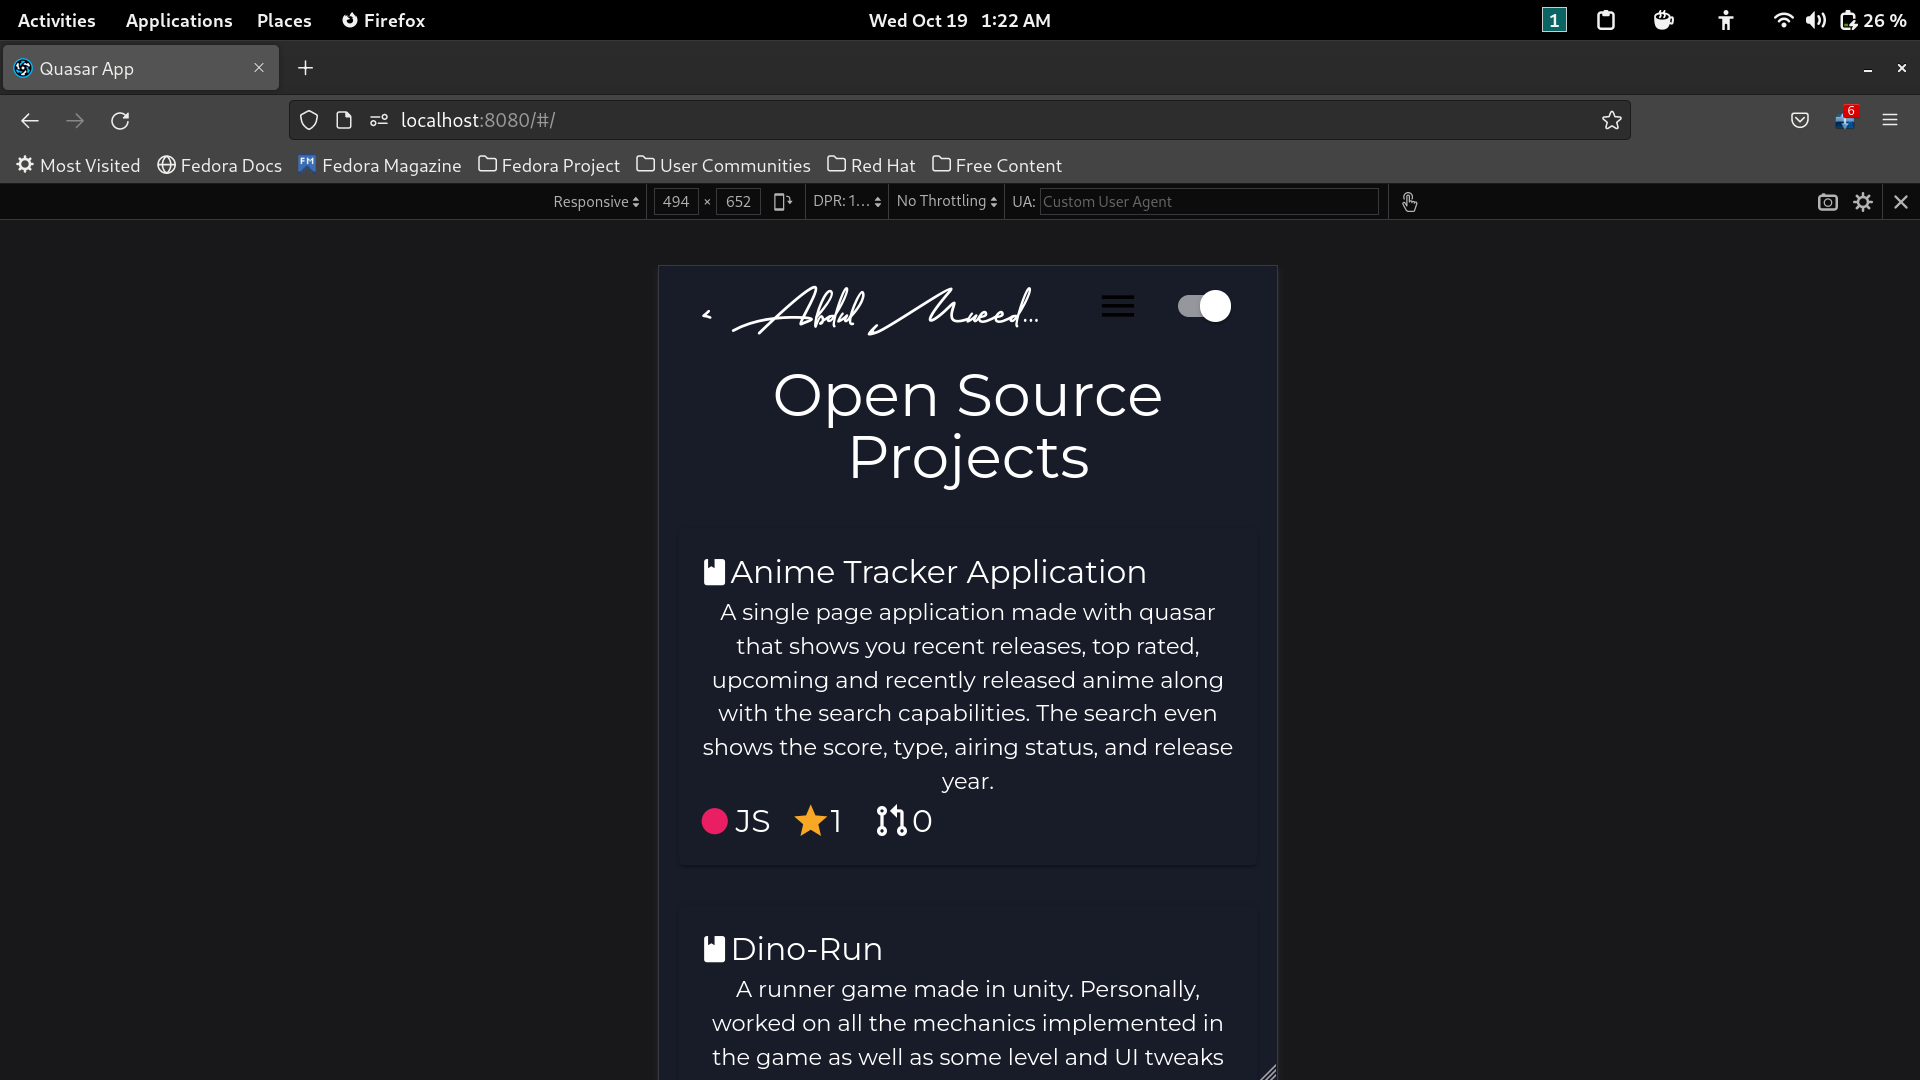 Activities Applications Places Firefox Wed Oct 19 1:22 AM 1 26 %
Quasar App
localhost:8080/#/ 6
Most Visited Fedora Docs FM Fedora Magazine Fedora Project User Communities Red Hat Free Content
Responsive 494 × 652 DPR: 1... No Throttling UA: Custom User Agent
< Abdul Mueed...
Open Source
Projects
Anime Tracker Application
A single page application made with quasar
that shows you recent releases, top rated,
upcoming and recently released anime along
with the search capabilities. The search even
shows the score, type, airing status, and release
year.
JS 1 0
Dino-Run
A runner game made in unity. Personally,
worked on all the mechanics implemented in
the game as well as some level and UI tweaks